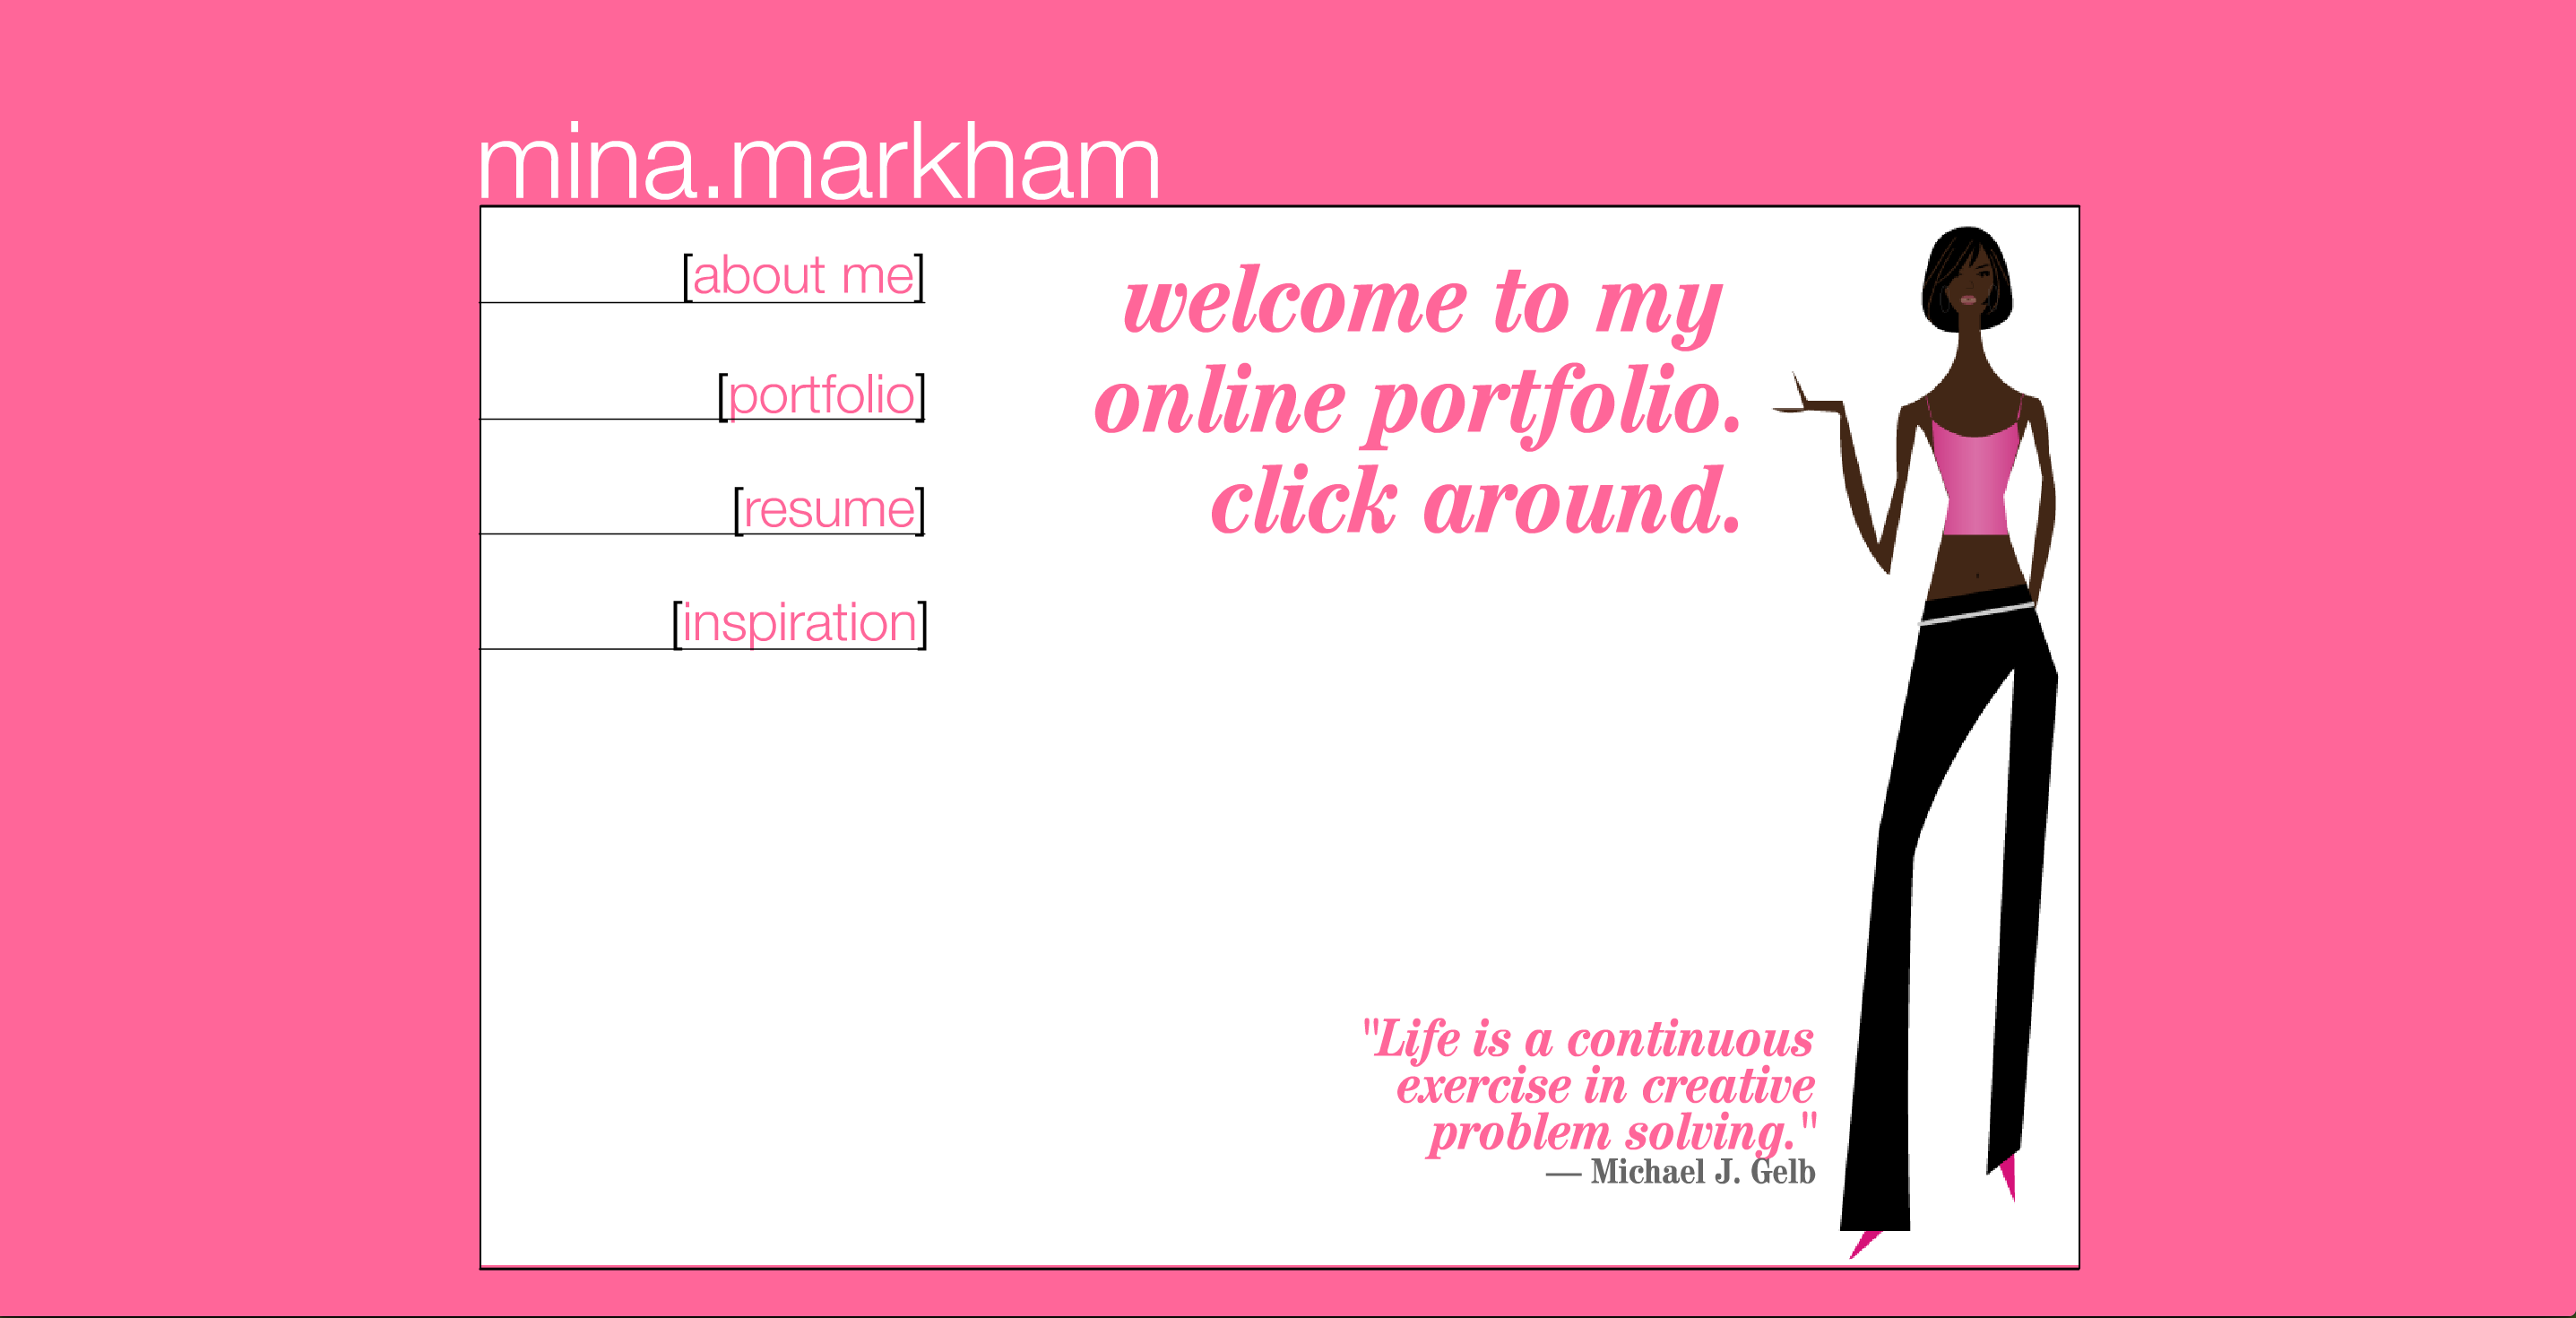 mina.markham
[about me]
[portfolio]
[resume]
[inspiration]
welcome to my
online portfolio.
click around.
"Life is a continuous
exercise in creative
problem solving."
— Michael J. Gelb